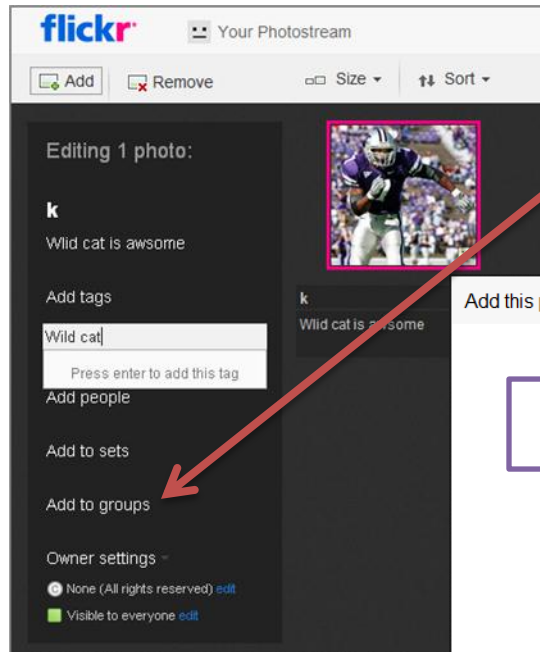 flickr
Your Photostream
Add
Remove
Size
Sort
Editing 1 photo:
k
Wlid cat is awsome
Add tags
Wild cat
Press enter to add this tag
Add people
Add to sets
Add to groups
Owner settings
None (All rights reserved) edit
Visible to everyone edit
k
Wlid cat is awsome
Add this